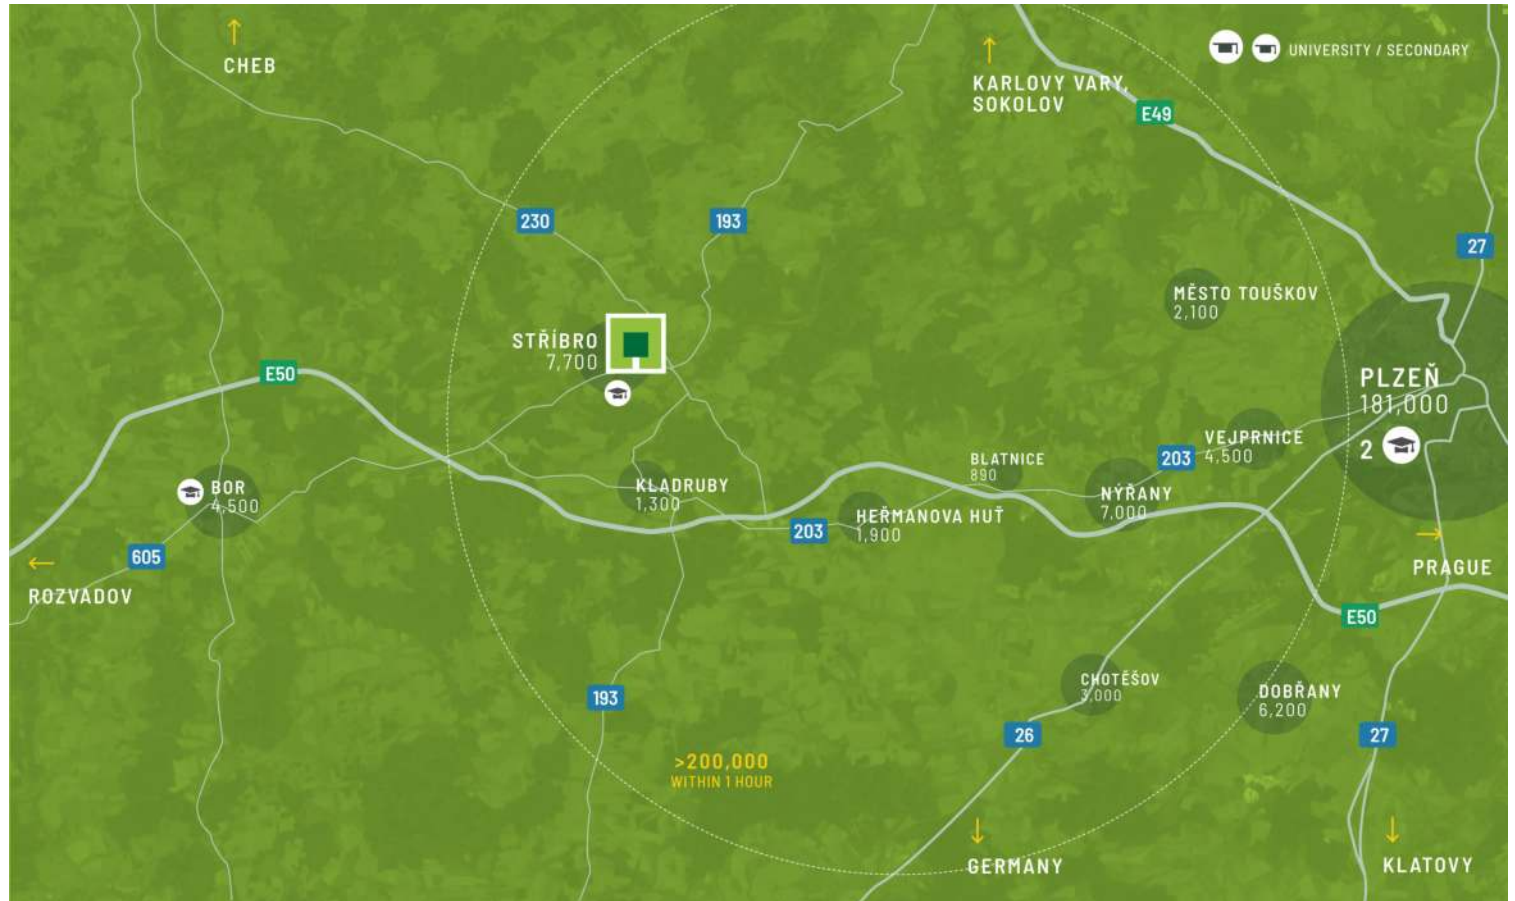 CHEB
KARLOVY VARY,
SOKOLOV
UNIVERSITY / SECONDARY
E49
230
193
27
MĚSTO TOUŠKOV
2,100
STŘÍBRO
7,700
E50
PLZEŇ
181,000
2
VEJPRNICE
4,500
203
BLATNICE
890
BOR
4,500
KLADRUBY
1,300
NÝŘANY
7,000
HEŘMANOVA HUŤ
1,900
203
605
ROZVADOV
PRAGUE
E50
CHOTĚŠOV
3,000
DOBŘANY
6,200
193
26
27
>200,000
WITHIN 1 HOUR
GERMANY
KLATOVY